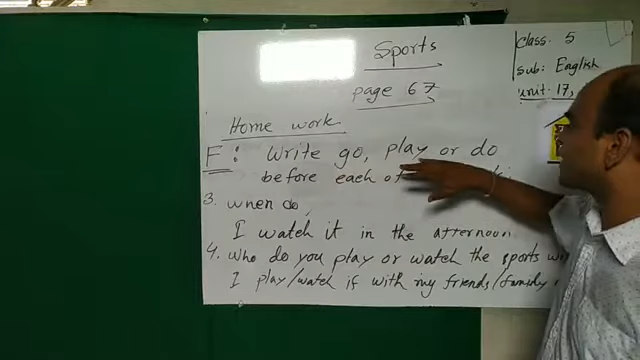 Sports
Class. 5
Sub: English
unit-17,
page 67
Home work
F: Write go, play or do
before each of
3. when do,
I watch it in the afternoon
4. Who do you play or watch the sports
I play/watch it with my friends/family